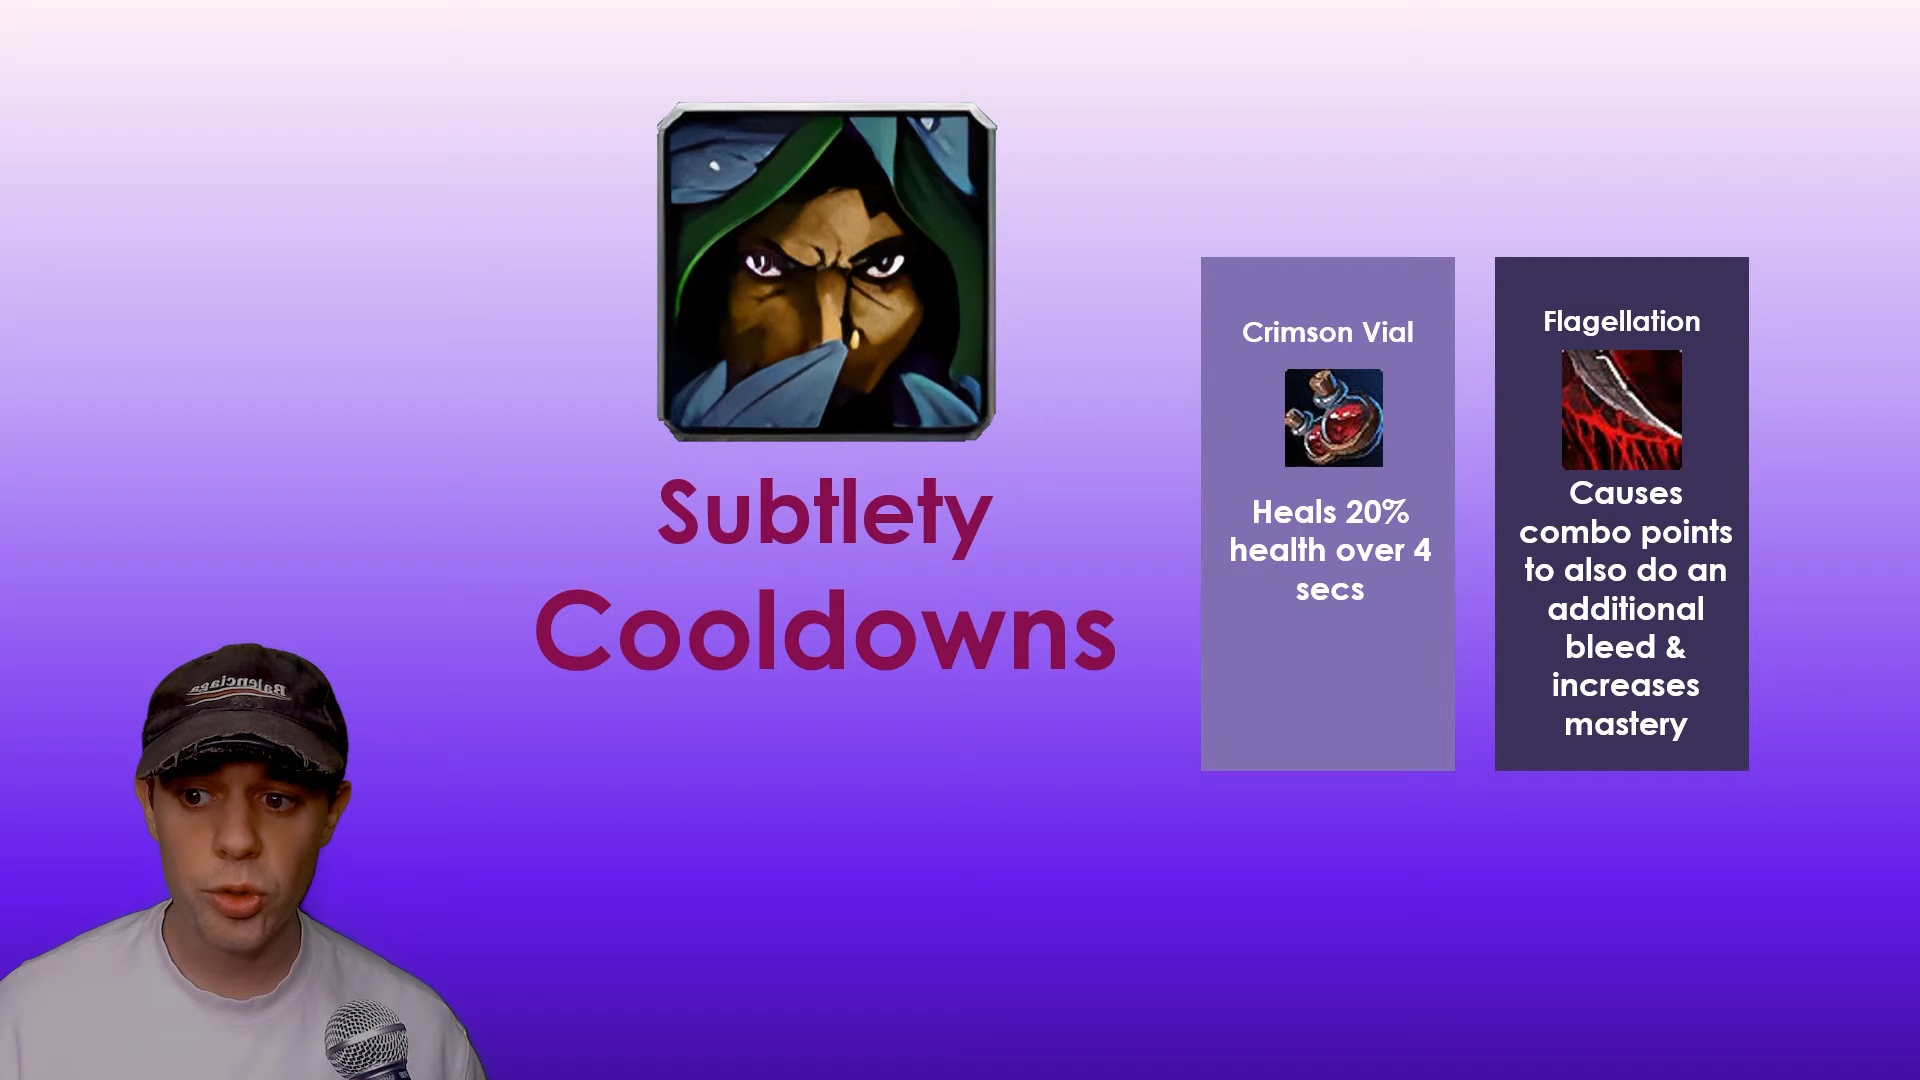 Subtlety
Cooldowns
Crimson Vial
Heals 20%
health over 4
secs
Flagellation
Causes
combo points
to also do an
additional
bleed &
increases
mastery
Balenciaga